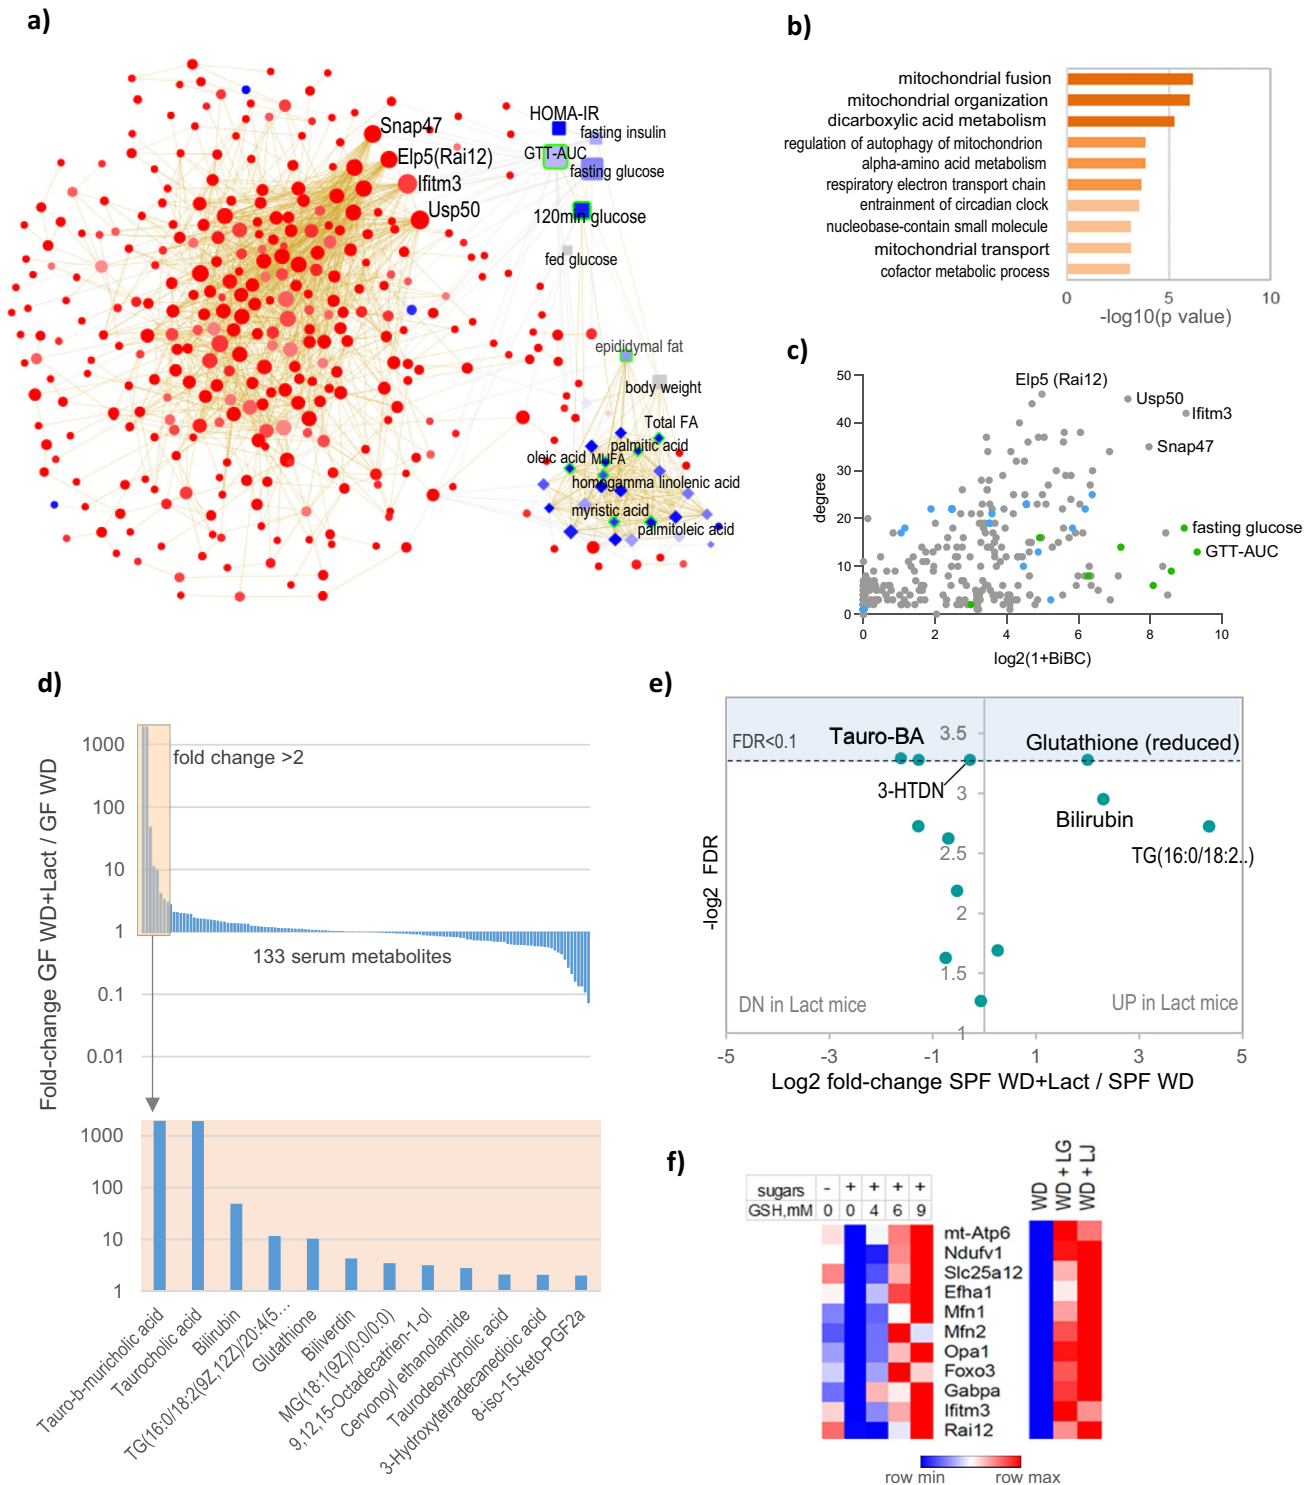 a)
Snap47
Elp5(Rai12)
Ifitm3
Usp50
HOMA-IR
fasting insulin
GTT-AUC
fasting glucose
120min glucose
fed glucose
epididymal fat
body weight
Total FA
palmitic acid
oleic acid MUFA
homogamma linolenic acid
myristic acid
palmitoleic acid
b)
mitochondrial fusion
mitochondrial organization
dicarboxylic acid metabolism
regulation of autophagy of mitochondrion
alpha-amino acid metabolism
respiratory electron transport chain
entrainment of circadian clock
nucleobase-contain small molecule
mitochondrial transport
cofactor metabolic process
0 5 10
-log10(p value)
c)
degree
50
40
30
20
10
0
Elp5 (Rai12)
Usp50
Ifitm3
Snap47
fasting glucose
GTT-AUC
0 2 4 6 8 10
log2(1+BiBC)
d)
Fold-change GF WD+Lact / GF WD
1000
100
10
1
0.1
0.01
fold change >2
133 serum metabolites
1000
100
10
1
Tauro-b-muricholic acid
Taurocholic acid
Bilirubin
TG(16:0/18:2(9Z,12Z)/20:4(5...
Glutathione
Biliverdin
MG(18:1(9Z)/0:0/0:0)
9,12,15-Octadecatrien-1-ol
Cervonoyl ethanolamide
Taurodeoxycholic acid
3-Hydroxytetradecanedioic acid
8-iso-15-keto-PGF2a
e)
-log2 FDR
FDR<0.1
Tauro-BA
3-HTDN
Glutathione (reduced)
Bilirubin
TG(16:0/18:2..)
3.5
3
2.5
2
1.5
1
DN in Lact mice
UP in Lact mice
-5 -3 -1 1 3 5
Log2 fold-change SPF WD+Lact / SPF WD
f)
sugars - + + + +
GSH,mM 0 0 4 6 9
WD
WD + LG
WD + LJ
mt-Atp6
Ndufv1
Slc25a12
Efha1
Mfn1
Mfn2
Opa1
Foxo3
Gabpa
Ifitm3
Rai12
row min row max